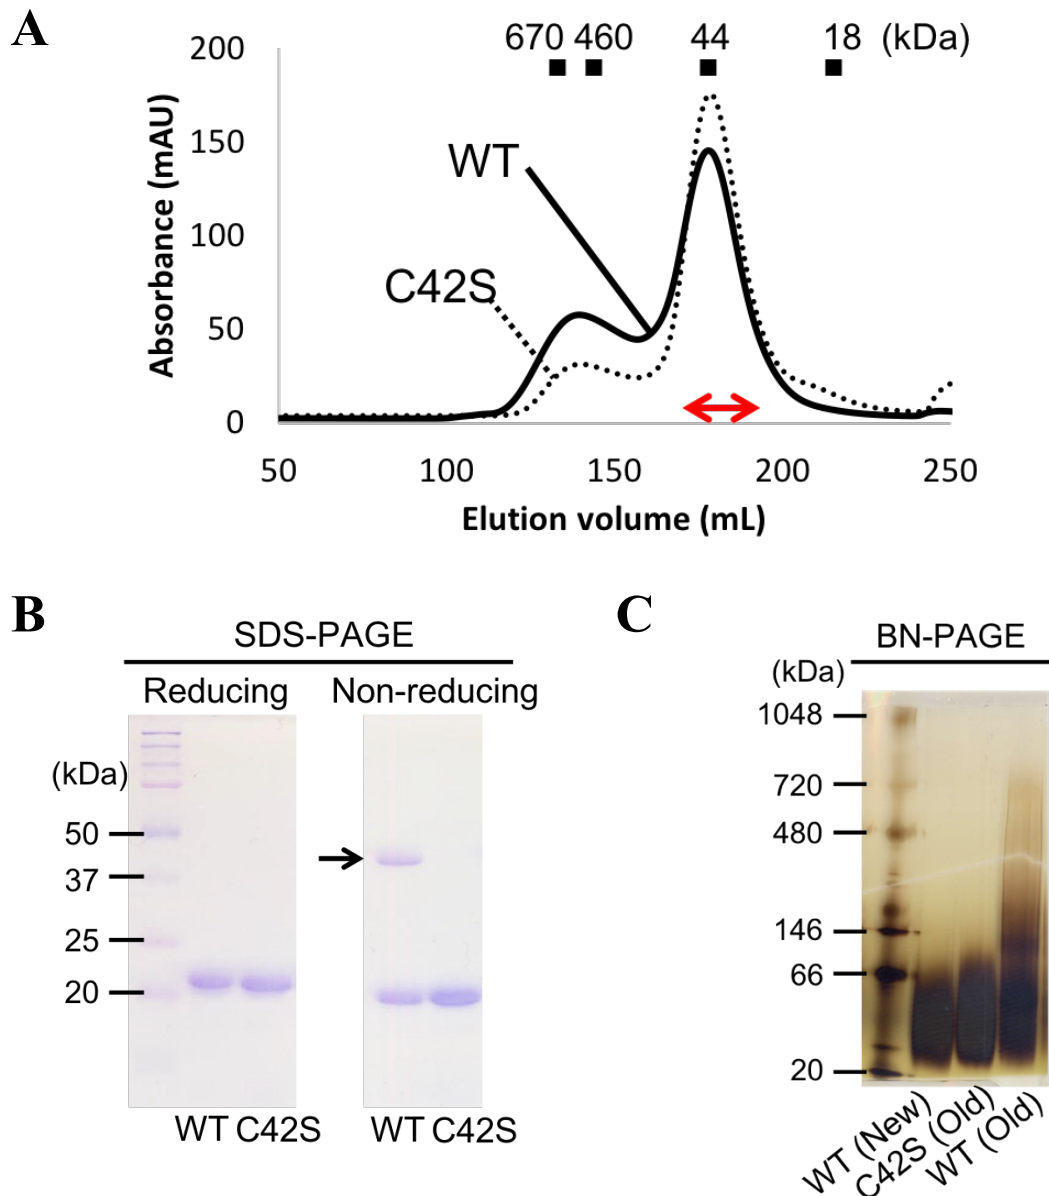 A
670 460 44 18 (kDa)
200
150
100
50
0
Absorbance (mAU)
WT
C42S
50 100 150 200 250
Elution volume (mL)
B
SDS-PAGE
Reducing Non-reducing
(kDa)
50
37
25
20
WT C42S WT C42S
C
BN-PAGE
(kDa)
1048
720
480
146
66
20
WT (New)
C42S (Old)
WT (Old)